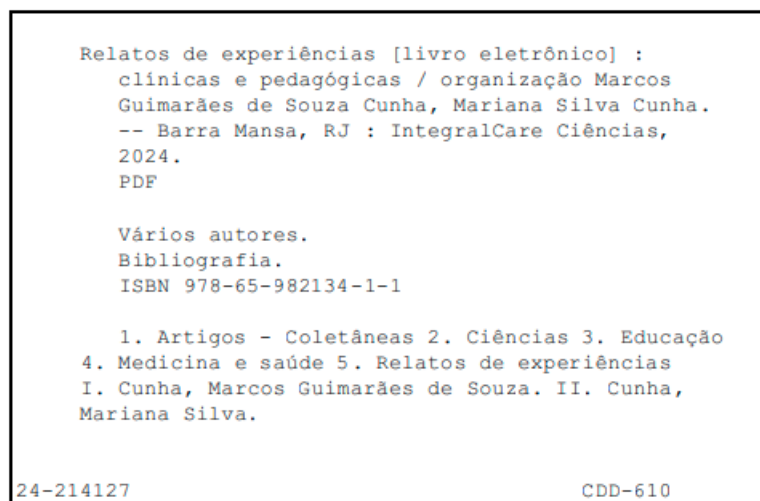 Relatos de experiências [livro eletrônico] :
clínicas e pedagógicas / organização Marcos
Guimarães de Souza Cunha, Mariana Silva Cunha.
-- Barra Mansa, RJ : IntegralCare Ciências,
2024.
PDF
Vários autores.
Bibliografia.
ISBN 978-65-982134-1-1
1. Artigos - Coletâneas 2. Ciências 3. Educação
4. Medicina e saúde 5. Relatos de experiências
I. Cunha, Marcos Guimarães de Souza. II. Cunha,
Mariana Silva.
24-214127 CDD-610